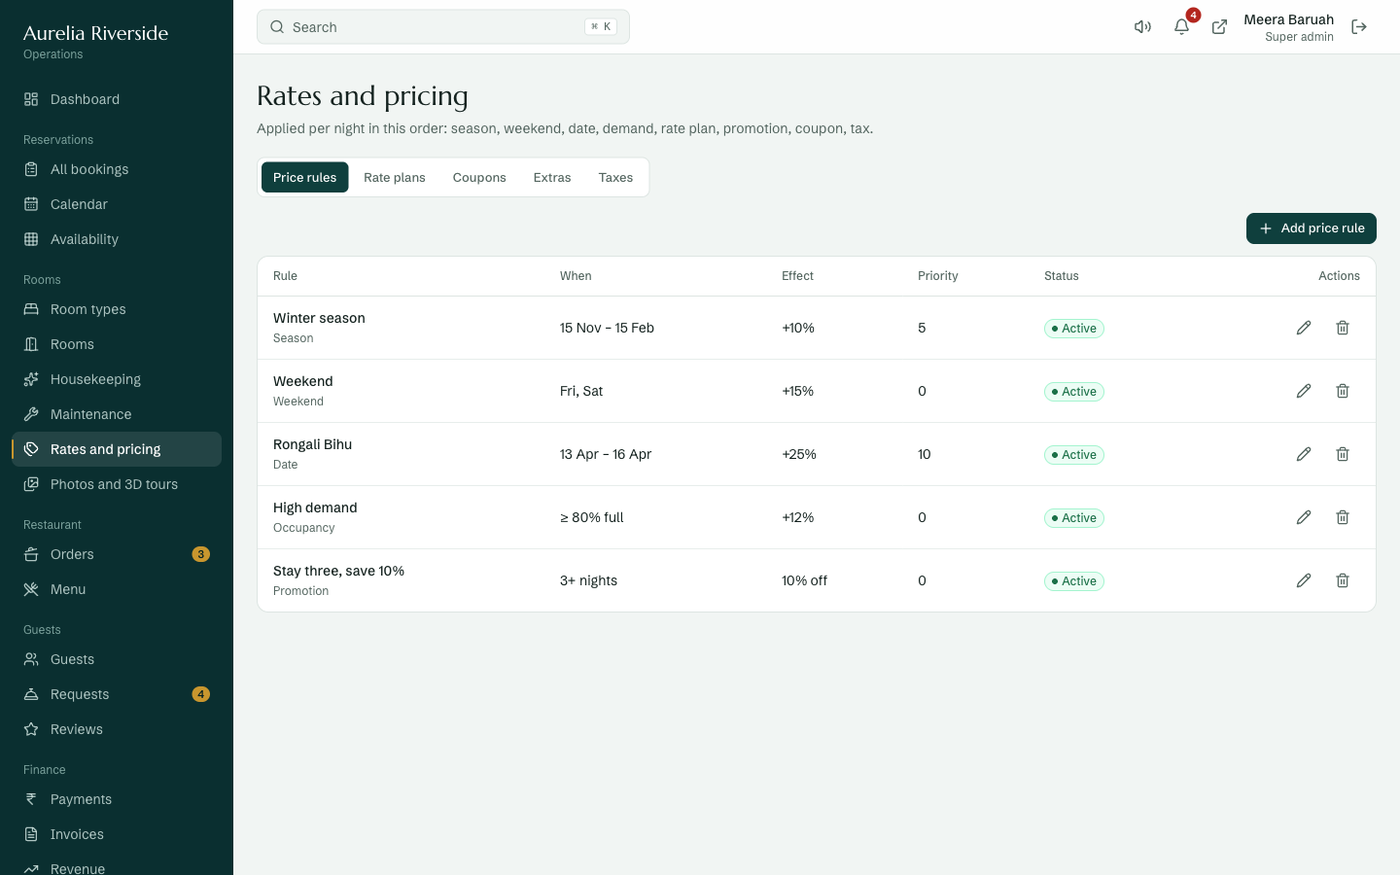 Aurelia Riverside
Operations
Dashboard
Reservations
All bookings
Calendar
Availability
Rooms
Room types
Rooms
Housekeeping
Maintenance
Rates and pricing
Photos and 3D tours
Restaurant
Orders 3
Menu
Guests
Guests
Requests 4
Reviews
Finance
Payments
Invoices
Revenue
Search ⌘ K
4
Meera Baruah
Super admin
Rates and pricing
Applied per night in this order: season, weekend, date, demand, rate plan, promotion, coupon, tax.
Price rules Rate plans Coupons Extras Taxes
Add price rule
Rule When Effect Priority Status Actions
Winter season
Season
15 Nov – 15 Feb +10% 5 Active
Weekend
Weekend
Fri, Sat +15% 0 Active
Rongali Bihu
Date
13 Apr – 16 Apr +25% 10 Active
High demand
Occupancy
≥ 80% full +12% 0 Active
Stay three, save 10%
Promotion
3+ nights 10% off 0 Active